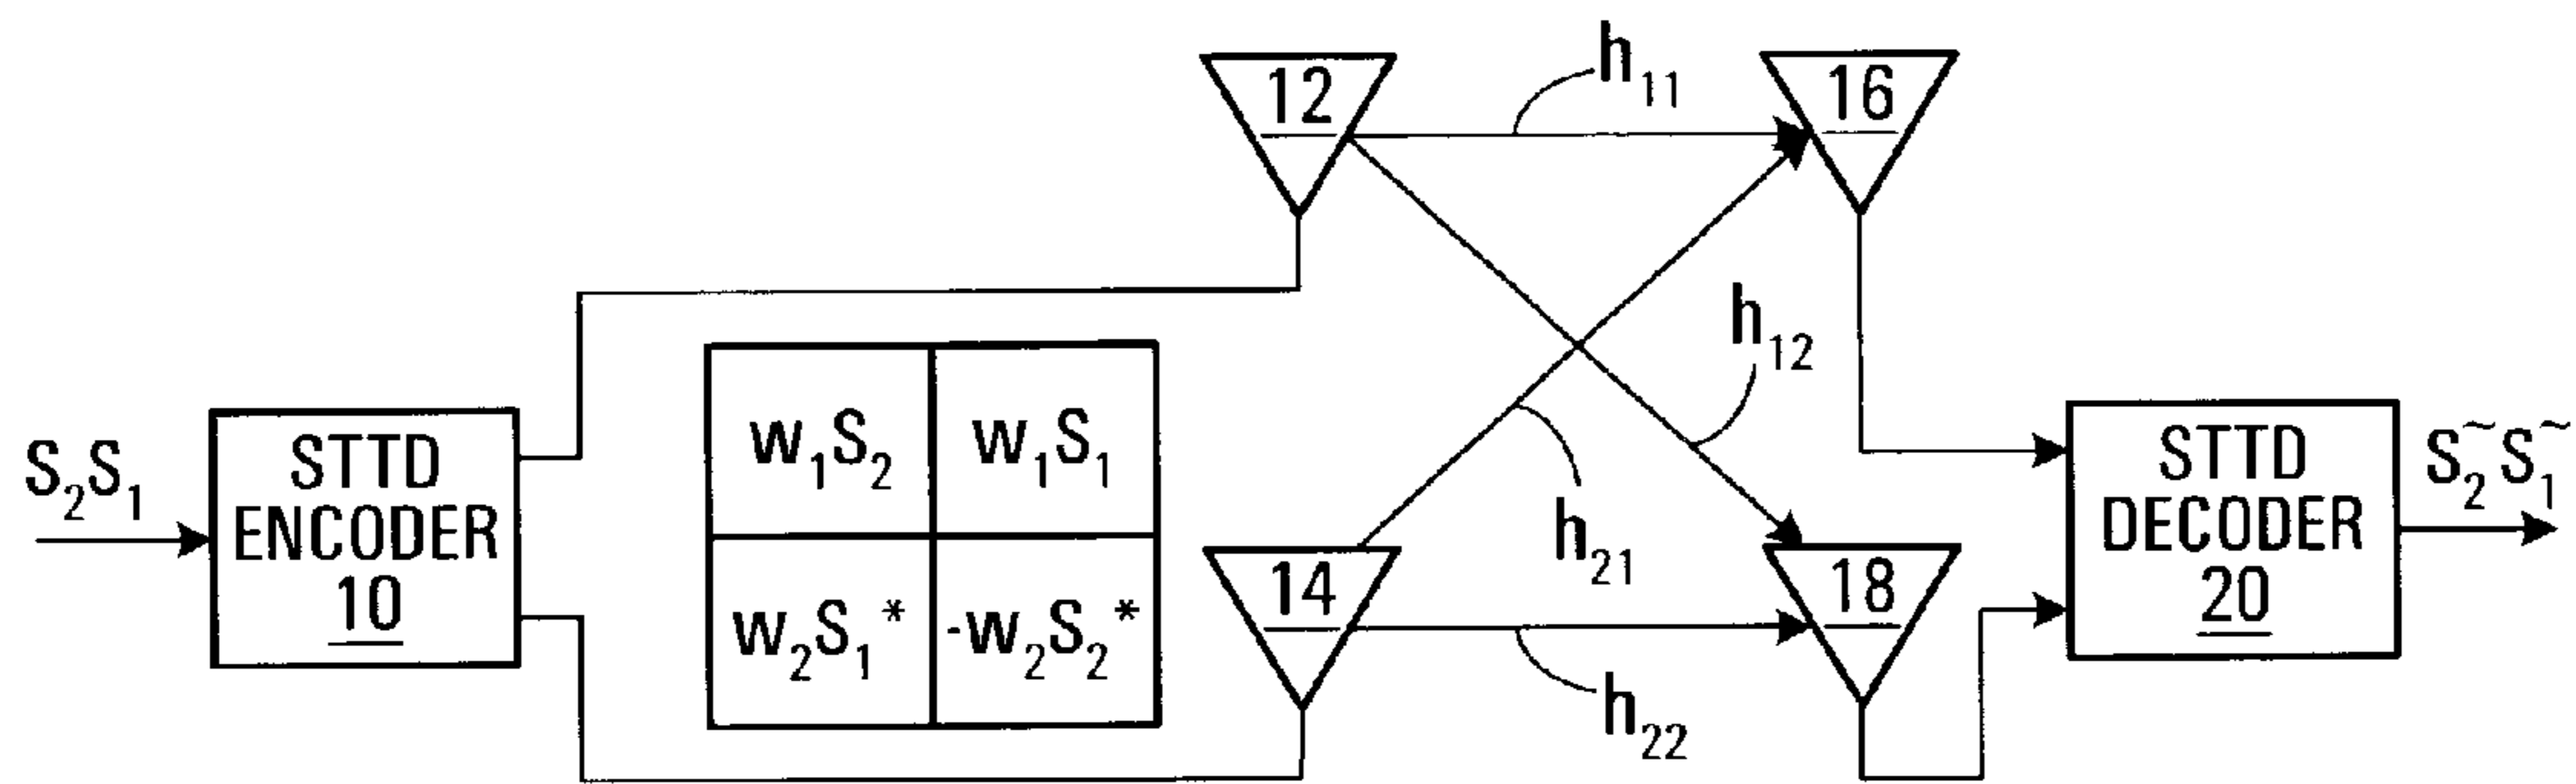 S₂S₁
STTD
ENCODER
10
w₁S₂
w₁S₁
w₂S₁*
-w₂S₂*
12
14
h₁₁
h₁₂
h₂₁
h₂₂
16
18
STTD
DECODER
20
S₂~S₁~